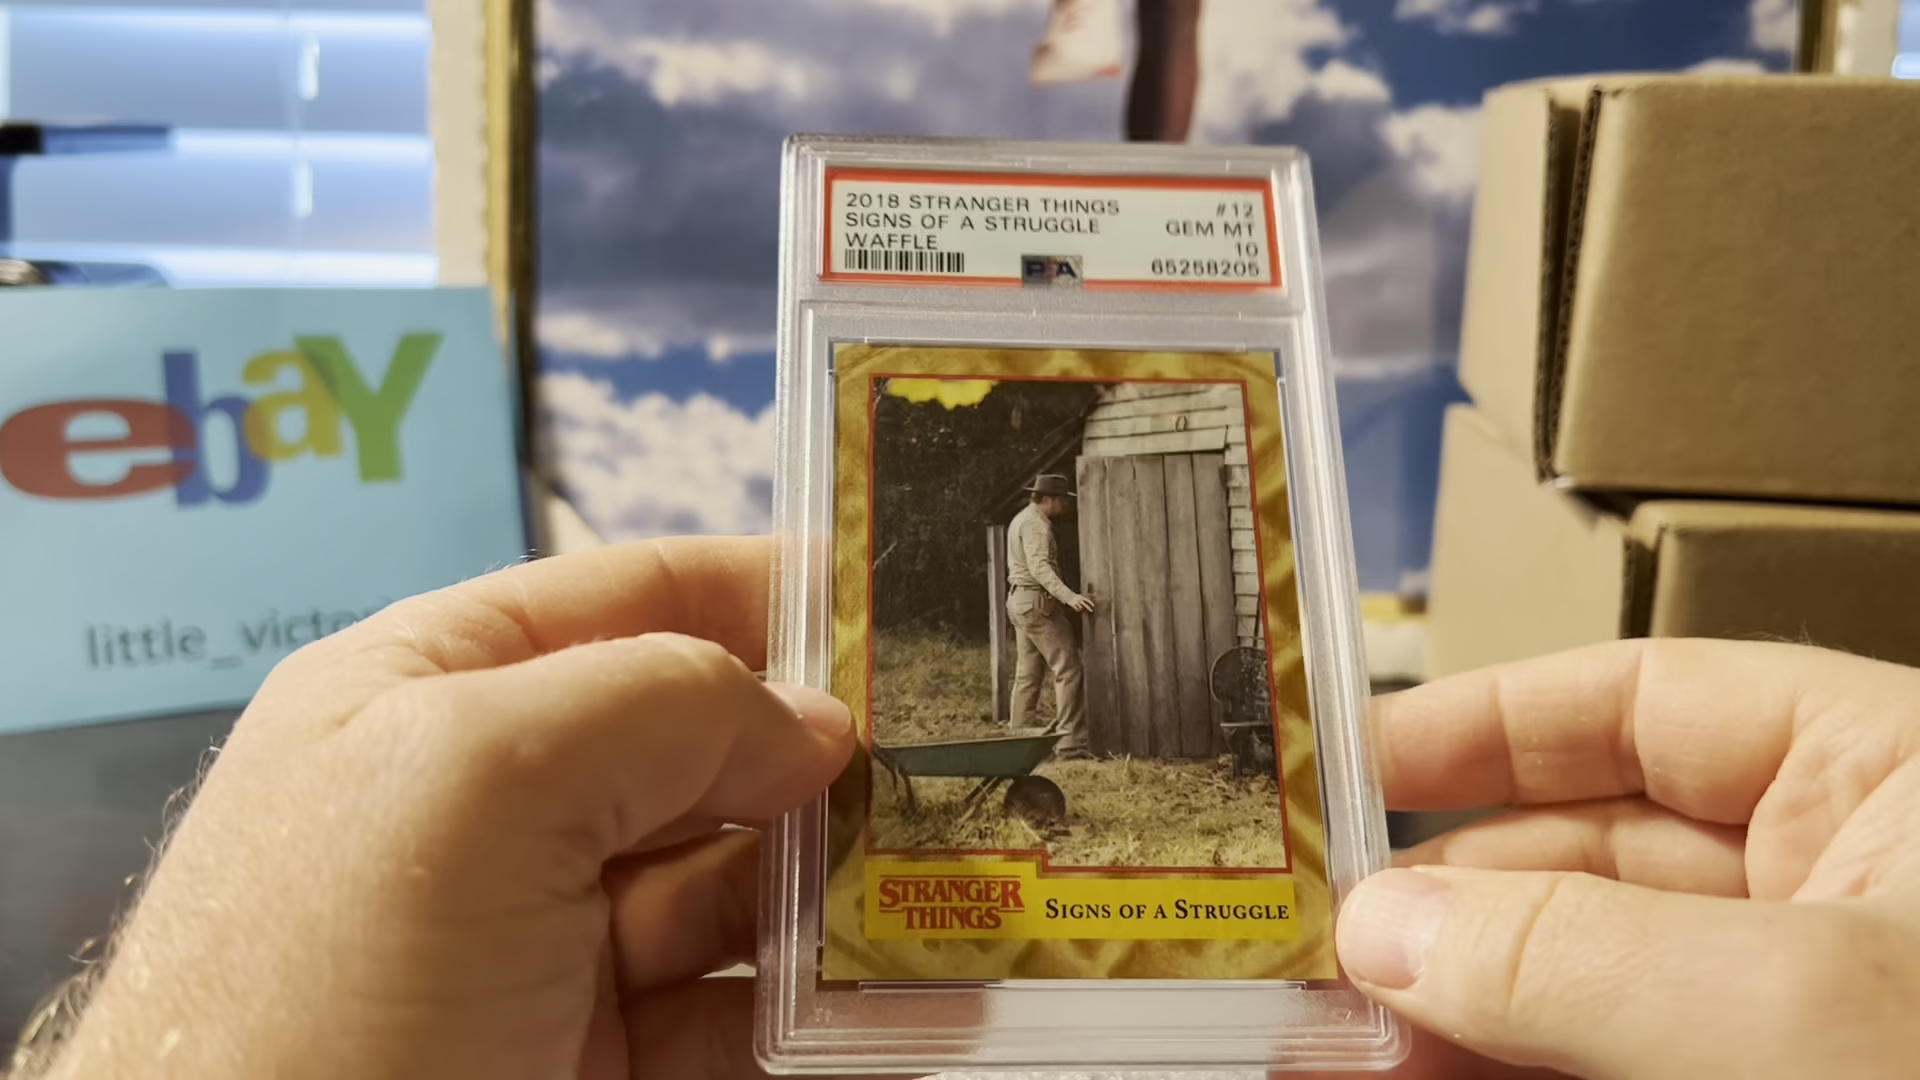 2018 STRANGER THINGS #12
SIGNS OF A STRUGGLE GEM MT
WAFFLE 10
PSA 65258205
ebaY
STRANGER
THINGS
SIGNS OF A STRUGGLE